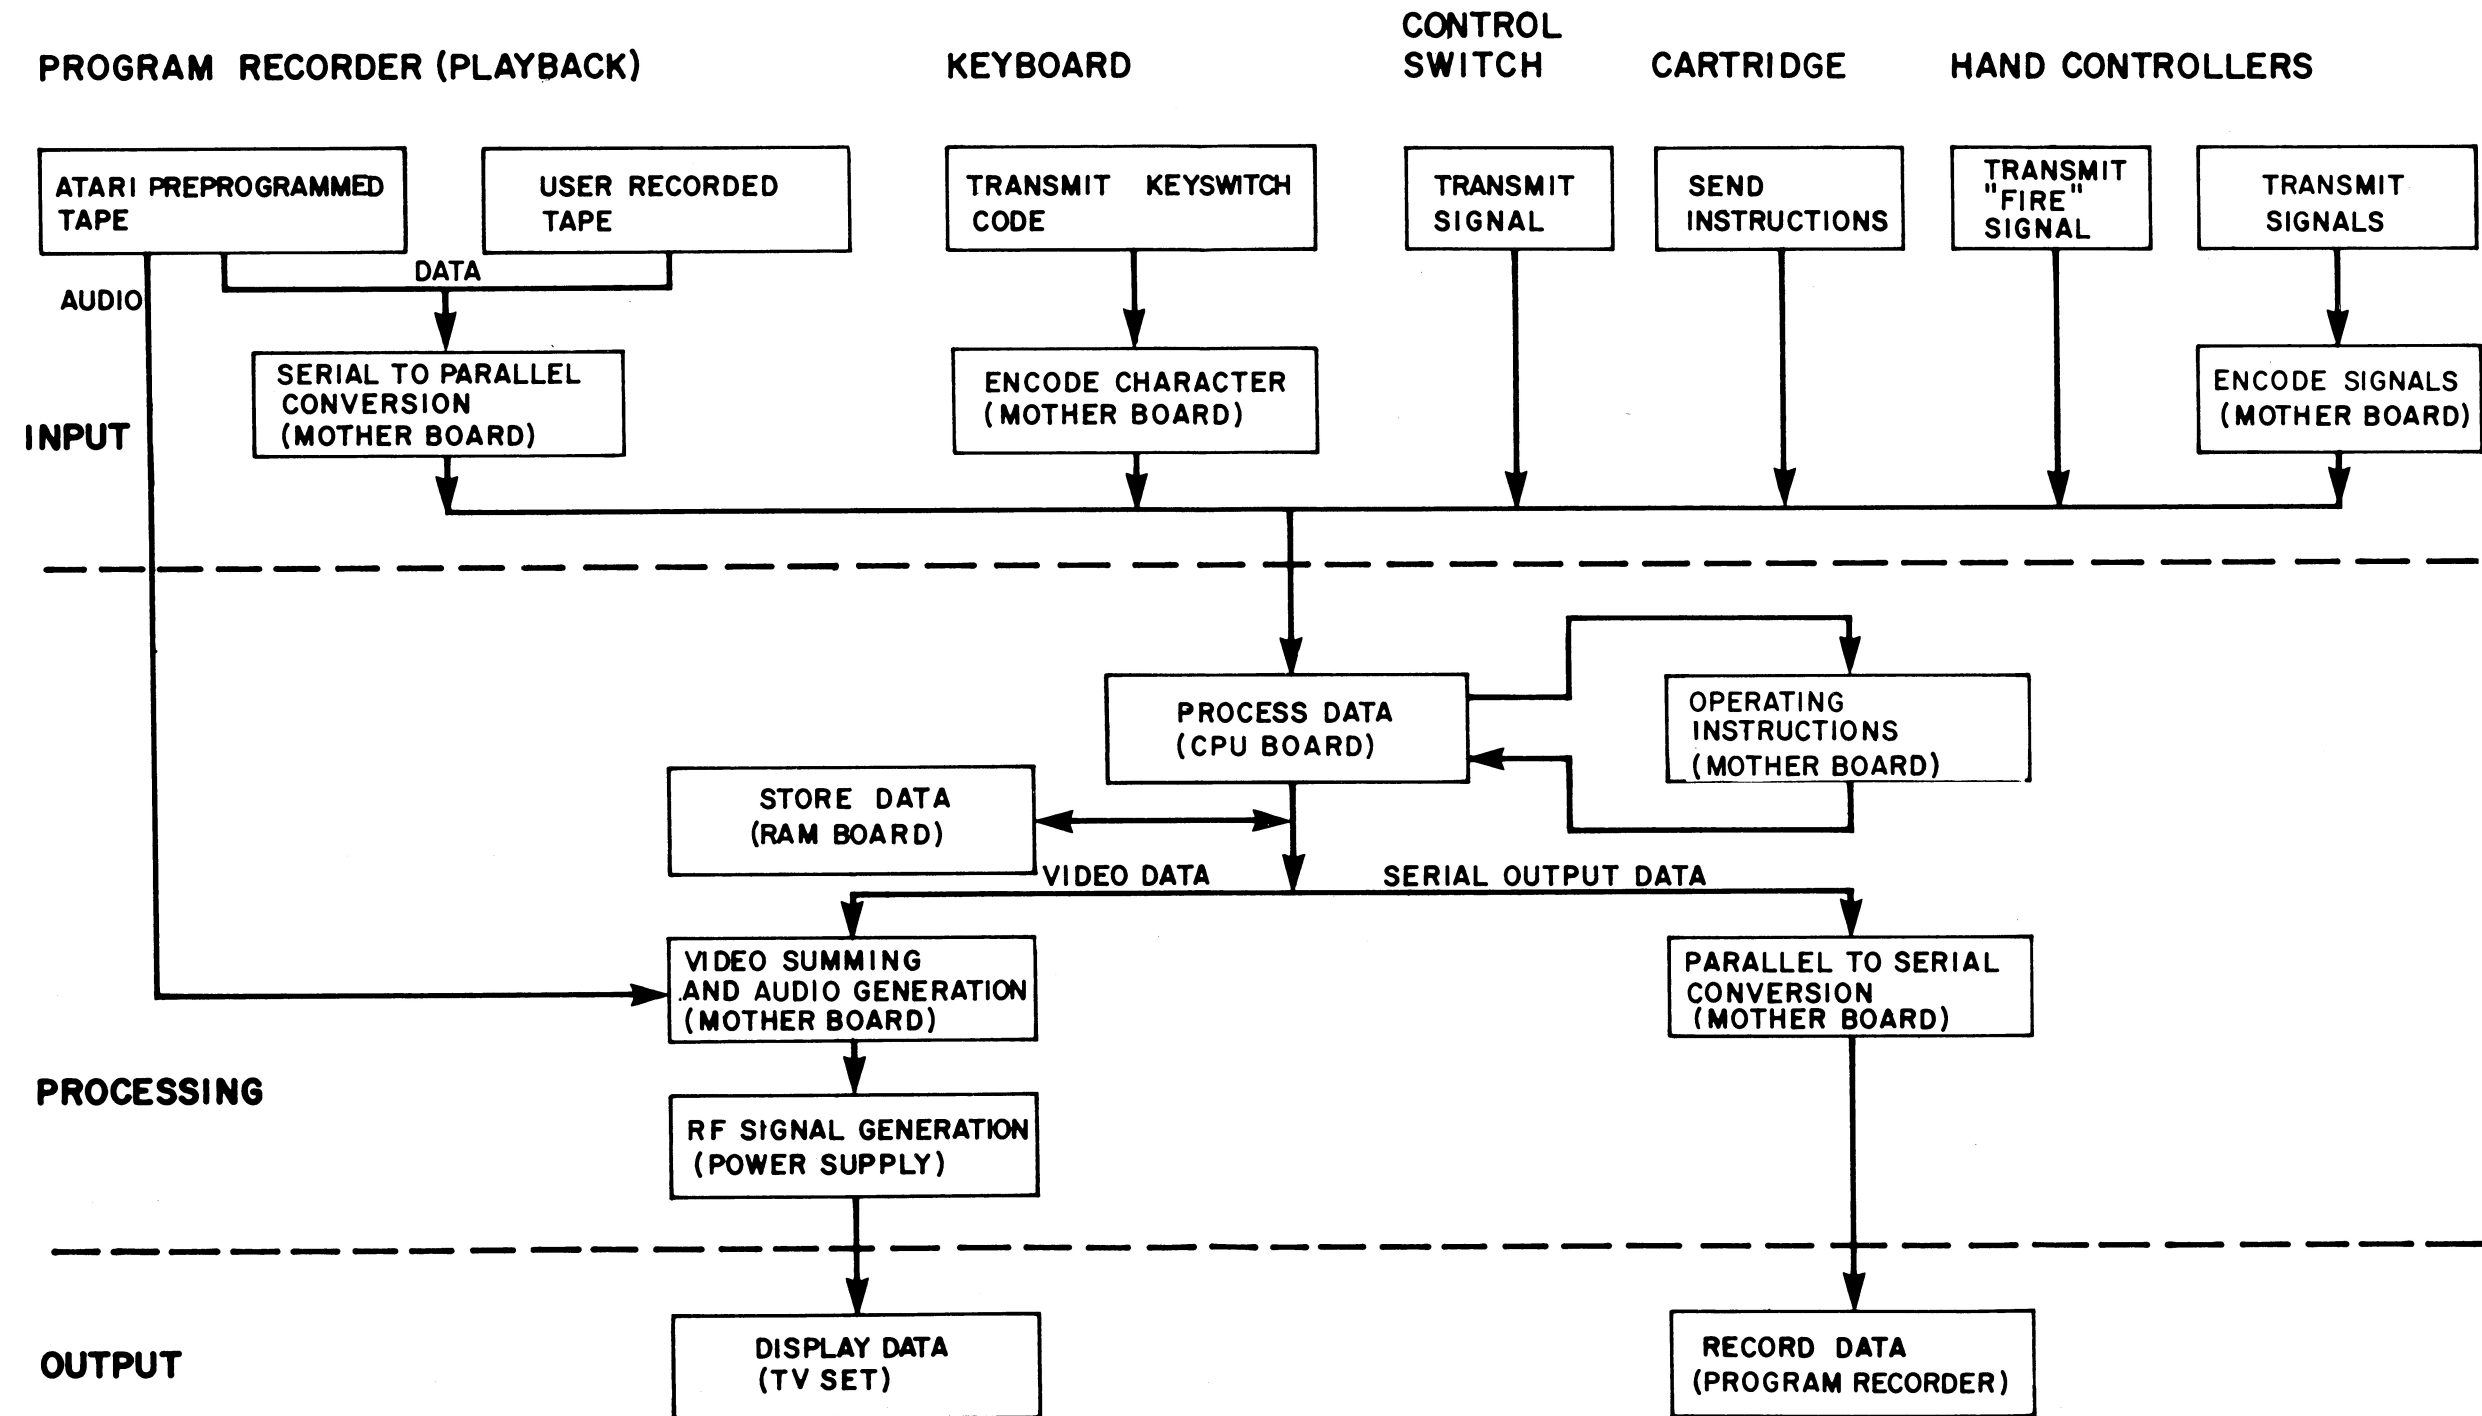 PROGRAM RECORDER (PLAYBACK)
KEYBOARD
CONTROL
SWITCH
CARTRIDGE
HAND CONTROLLERS
ATARI PREPROGRAMMED
TAPE
USER RECORDED
TAPE
TRANSMIT KEYSWITCH
CODE
TRANSMIT
SIGNAL
SEND
INSTRUCTIONS
TRANSMIT
"FIRE"
SIGNAL
TRANSMIT
SIGNALS
DATA
AUDIO
SERIAL TO PARALLEL
CONVERSION
(MOTHER BOARD)
ENCODE CHARACTER
(MOTHER BOARD)
ENCODE SIGNALS
(MOTHER BOARD)
INPUT
PROCESS DATA
(CPU BOARD)
OPERATING
INSTRUCTIONS
(MOTHER BOARD)
STORE DATA
(RAM BOARD)
VIDEO DATA
SERIAL OUTPUT DATA
VIDEO SUMMING
AND AUDIO GENERATION
(MOTHER BOARD)
PARALLEL TO SERIAL
CONVERSION
(MOTHER BOARD)
PROCESSING
RF SIGNAL GENERATION
(POWER SUPPLY)
OUTPUT
DISPLAY DATA
(TV SET)
RECORD DATA
(PROGRAM RECORDER)